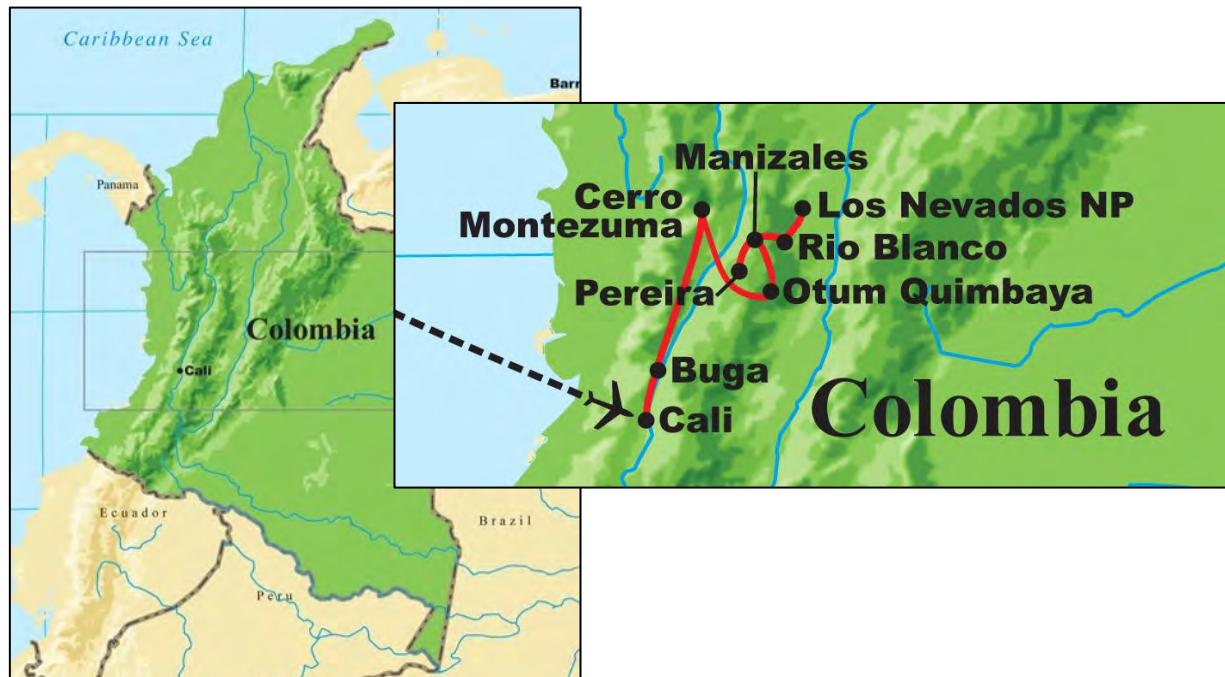 Caribbean Sea
Panama
Colombia
Cali
Ecuador
Brazil
Peru
Barr
Manizales
Cerro
Montezuma
Los Nevados NP
Rio Blanco
Pereira
Otum Quimbaya
Buga
Cali
Colombia